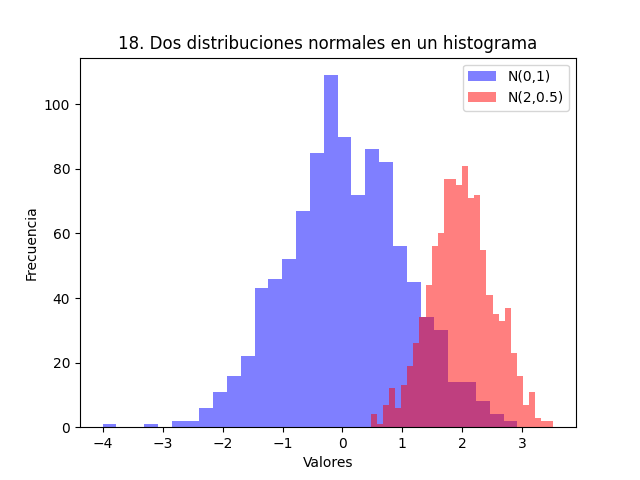 18. Dos distribuciones normales en un histograma
N(0,1)
N(2,0.5)
Frecuencia
100
80
60
40
20
0
−4 −3 −2 −1 0 1 2 3
Valores